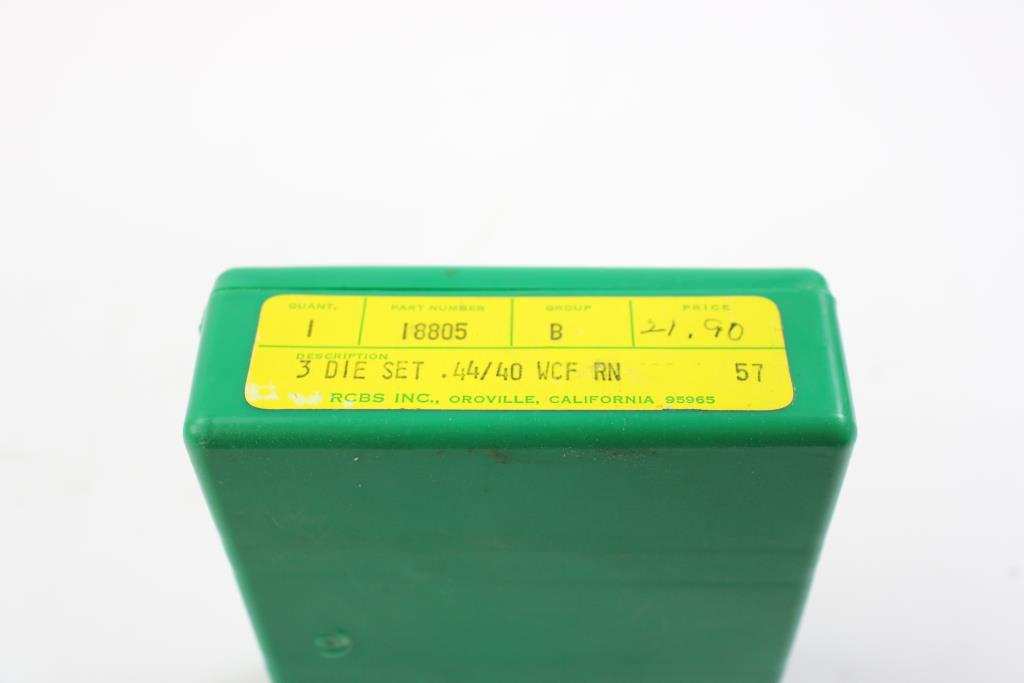 QUANT. PART NUMBER GROUP PRICE
1 18805 B 21.90
DESCRIPTION
3 DIE SET .44/40 WCF RN 57
RCBS INC., OROVILLE, CALIFORNIA 95965